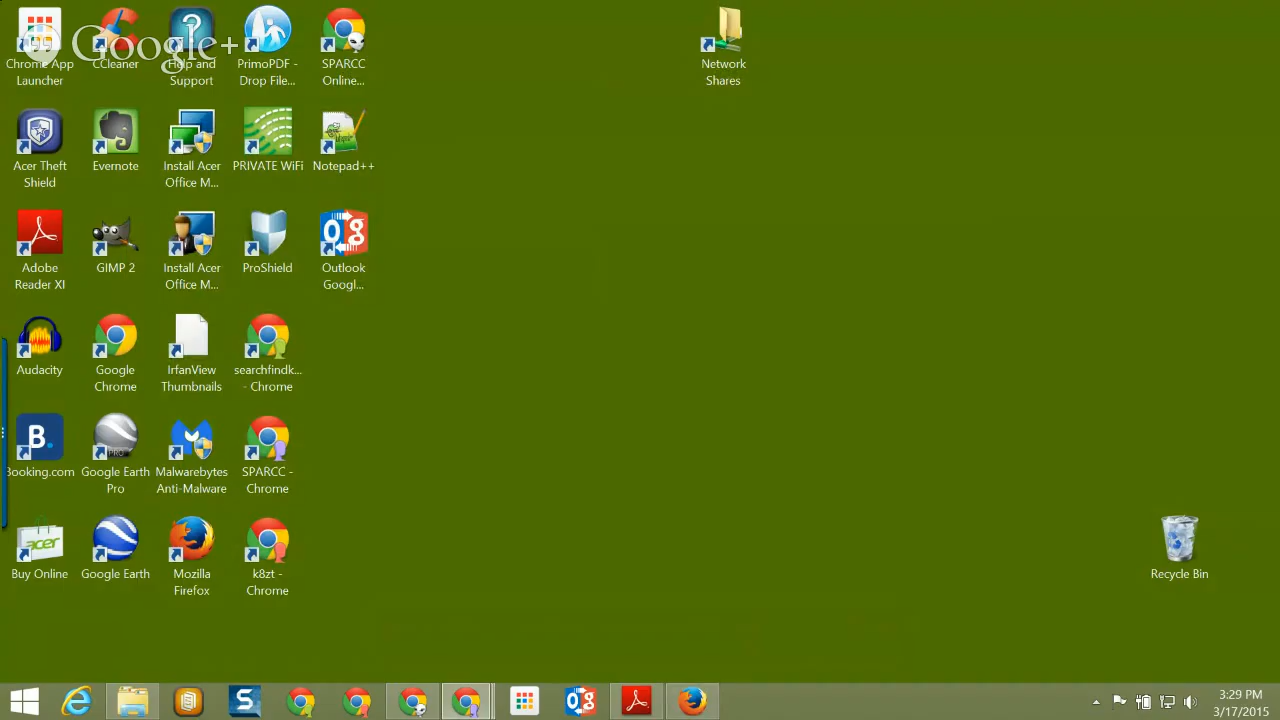 Google+
Chrome App
Launcher
CCleaner
Help and
Support
PrimoPDF -
Drop File...
SPARCC
Online...
Network
Shares
Acer Theft
Shield
Evernote
Install Acer
Office M...
PRIVATE WiFi
Notepad++
Adobe
Reader XI
GIMP 2
Install Acer
Office M...
ProShield
Outlook
Googl...
Audacity
Google
Chrome
IrfanView
Thumbnails
searchfindk...
- Chrome
B.
Booking.com
PRO
Google Earth
Pro
Malwarebytes
Anti-Malware
SPARCC -
Chrome
acer
Buy Online
Google Earth
Mozilla
Firefox
k8zt -
Chrome
Recycle Bin
3:29 PM
3/17/2015